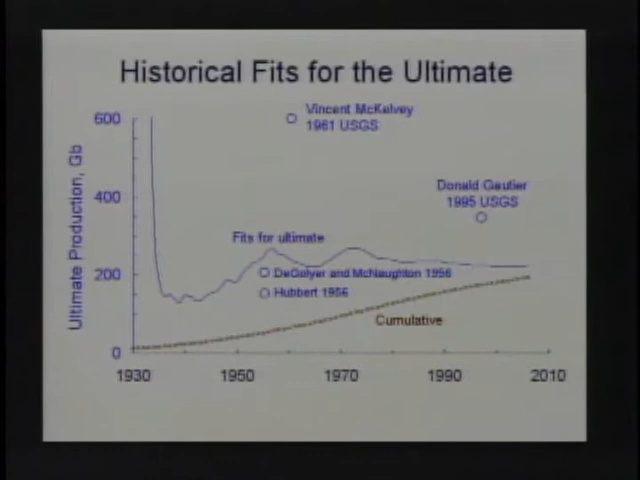 Historical Fits for the Ultimate
Vincent McKelvey
1961 USGS
600
Donald Gautier
1995 USGS
400
Ultimate Production, Gb
Fits for ultimate
DeGolyer and McNaughton 1956
200
Hubbert 1956
Cumulative
0
1930
1950
1970
1990
2010